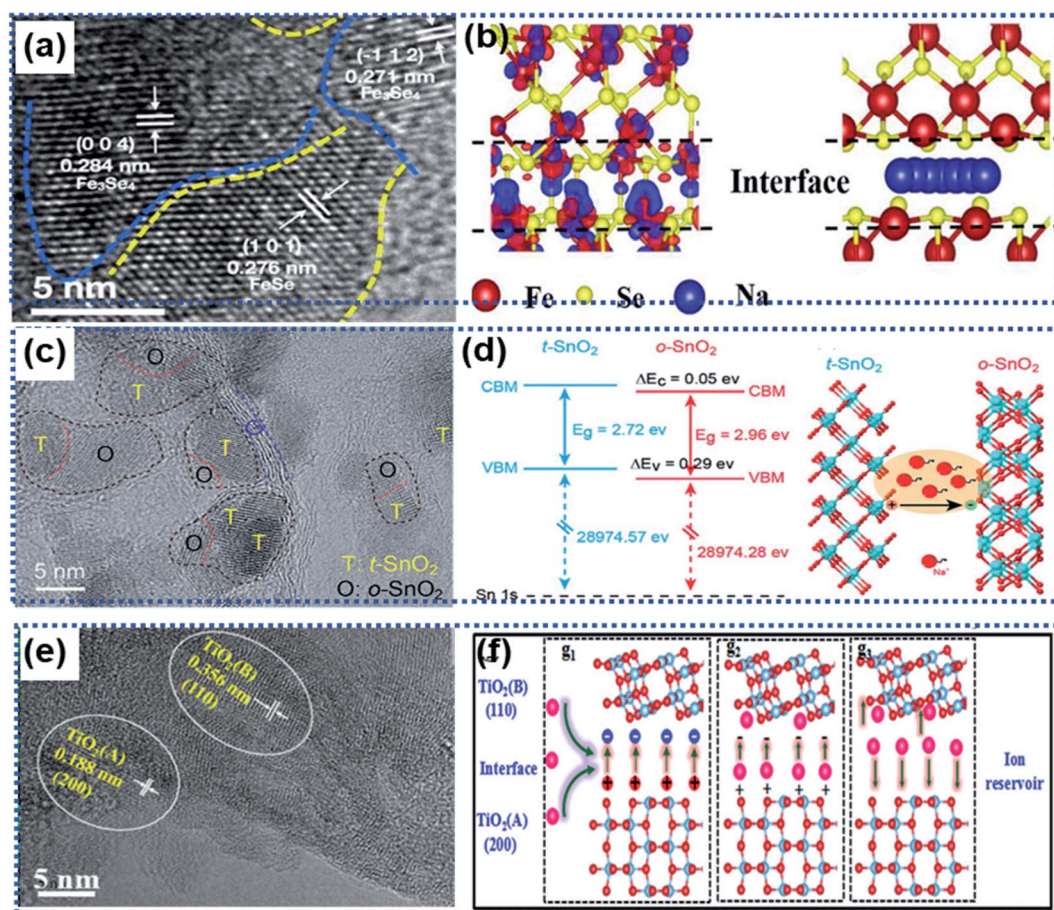 (a)
(-1 1 2)
0.271 nm
Fe₃Se₄
(0 0 4)
0.284 nm
Fe₃Se₄
(1 0 1)
0.276 nm
FeSe
5 nm
(b)
Interface
Fe Se Na
(c)
O
T
T
O
T
O
O
T
T
O
T
T
G
5 nm
T: t-SnO₂
O: o-SnO₂
(d)
t-SnO₂ o-SnO₂
CBM ΔEc = 0.05 ev CBM
Eg = 2.72 ev Eg = 2.96 ev
VBM ΔEv = 0.29 ev VBM
28974.57 ev 28974.28 ev
Sn 1s
t-SnO₂ o-SnO₂
+ -
Na⁺
(e)
TiO₂(B)
0.356 nm
(110)
TiO₂(A)
0.188 nm
(200)
5 nm
(f)
g₁ g₂ g₃
TiO₂(B)
(110)
Interface
TiO₂(A)
(200)
- - - -
+ + + +
- - - -
+ + + +
Ion
reservoir